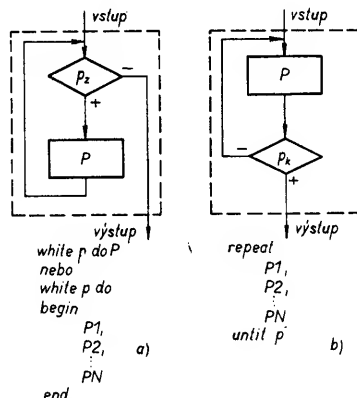 vstup
p_z
−
+
P
výstup
while p do P
nebo
while p do
begin
P1,
P2,
⋮
PN
end
a)
vstup
P
−
p_k
+
výstup
repeat
P1,
P2,
⋮
PN
until p
b)